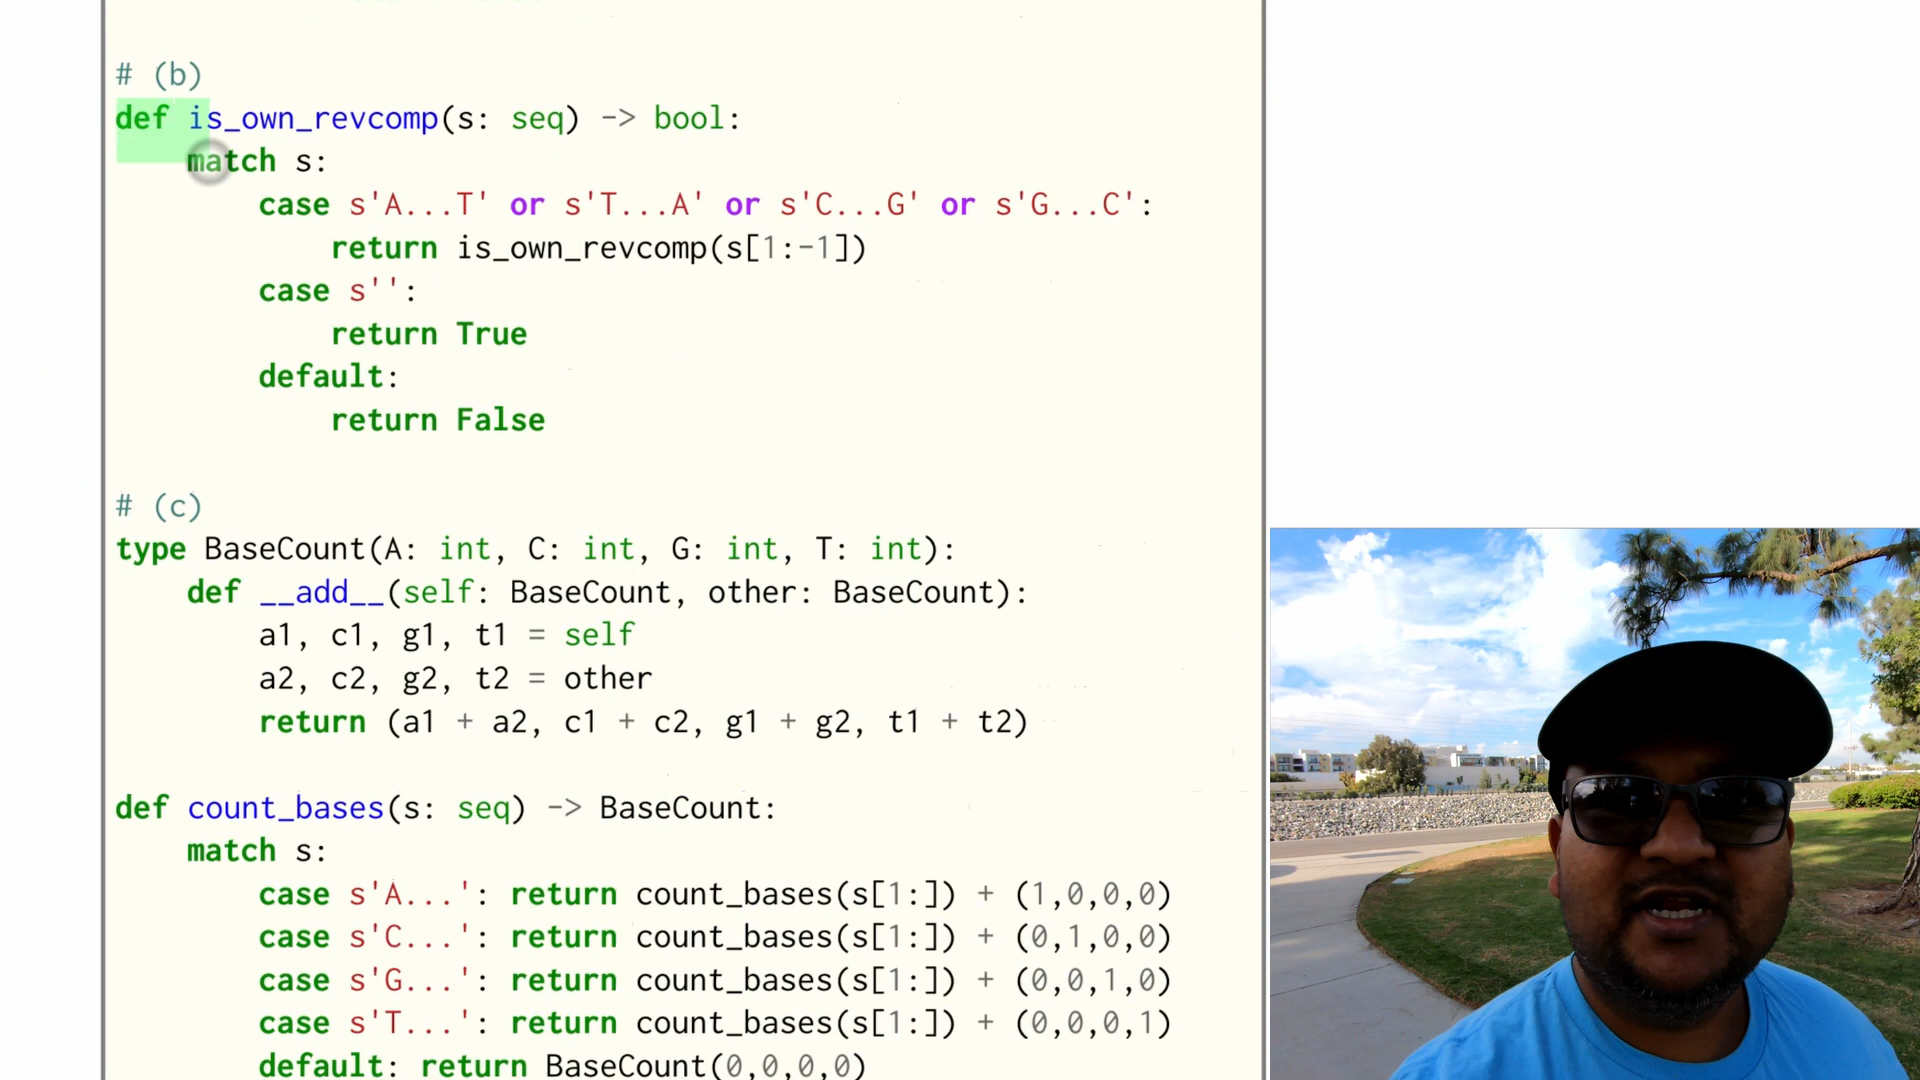 # (b)
def is_own_revcomp(s: seq) -> bool:
    match s:
        case s'A...T' or s'T...A' or s'C...G' or s'G...C':
            return is_own_revcomp(s[1:-1])
        case s'':
            return True
        default:
            return False
# (c)
type BaseCount(A: int, C: int, G: int, T: int):
    def __add__(self: BaseCount, other: BaseCount):
        a1, c1, g1, t1 = self
        a2, c2, g2, t2 = other
        return (a1 + a2, c1 + c2, g1 + g2, t1 + t2)
def count_bases(s: seq) -> BaseCount:
    match s:
        case s'A...': return count_bases(s[1:]) + (1,0,0,0)
        case s'C...': return count_bases(s[1:]) + (0,1,0,0)
        case s'G...': return count_bases(s[1:]) + (0,0,1,0)
        case s'T...': return count_bases(s[1:]) + (0,0,0,1)
        default: return BaseCount(0,0,0,0)